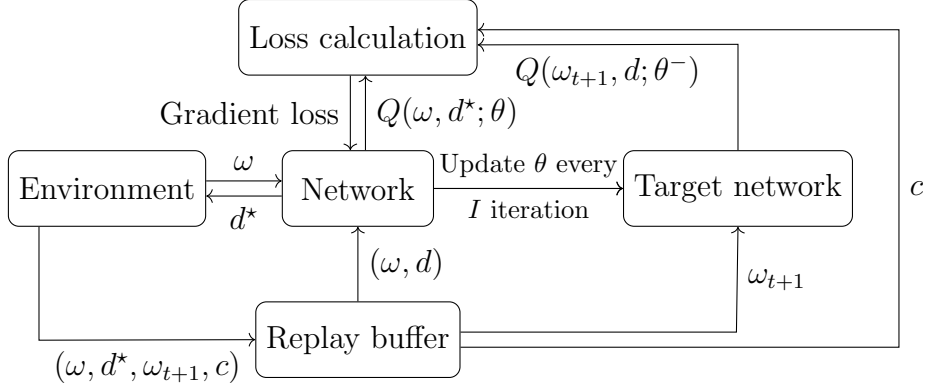 Loss calculation
Q(ω_{t+1}, d; θ^−)
Gradient loss
Q(ω, d^⋆; θ)
Environment
ω
d^⋆
Network
Update θ every
I iteration
Target network
c
(ω, d)
ω_{t+1}
Replay buffer
(ω, d^⋆, ω_{t+1}, c)